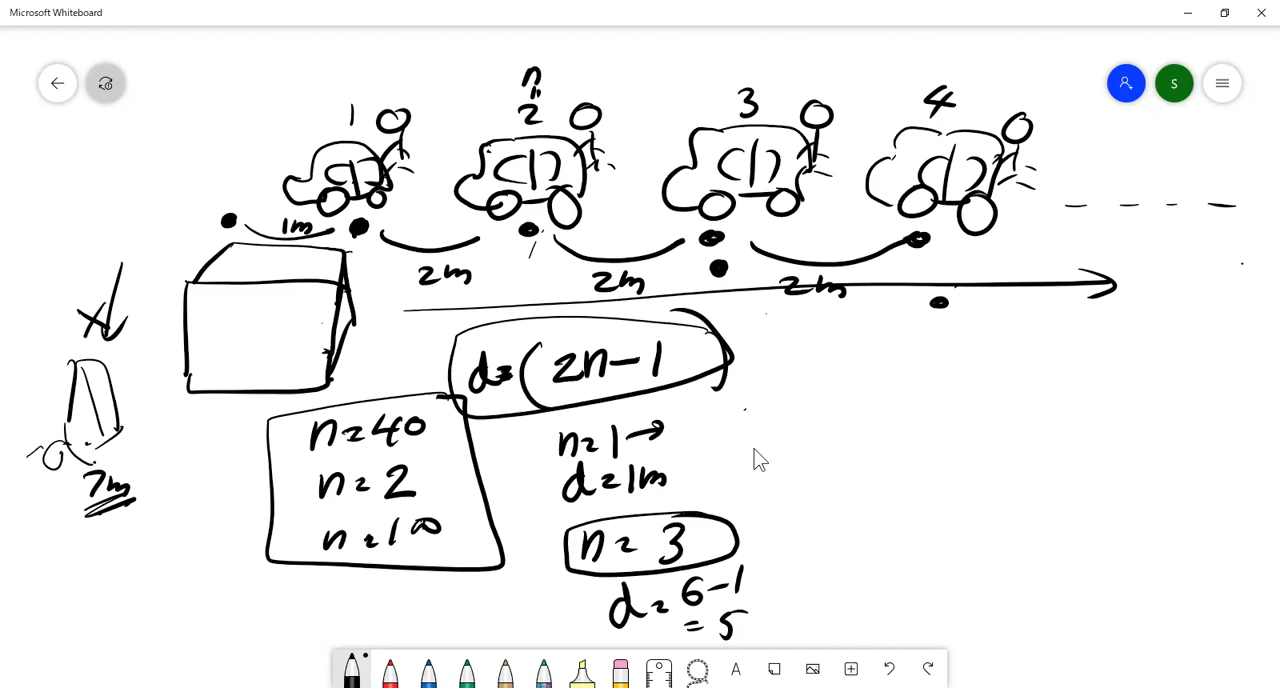 Microsoft Whiteboard
S
n
=
1 2 3 4
1m
2m 2m 2m
d=(2n-1)
n=40
n=2
n=100
n=1→
d=1m
n=3
d=6-1
=5
7m
A